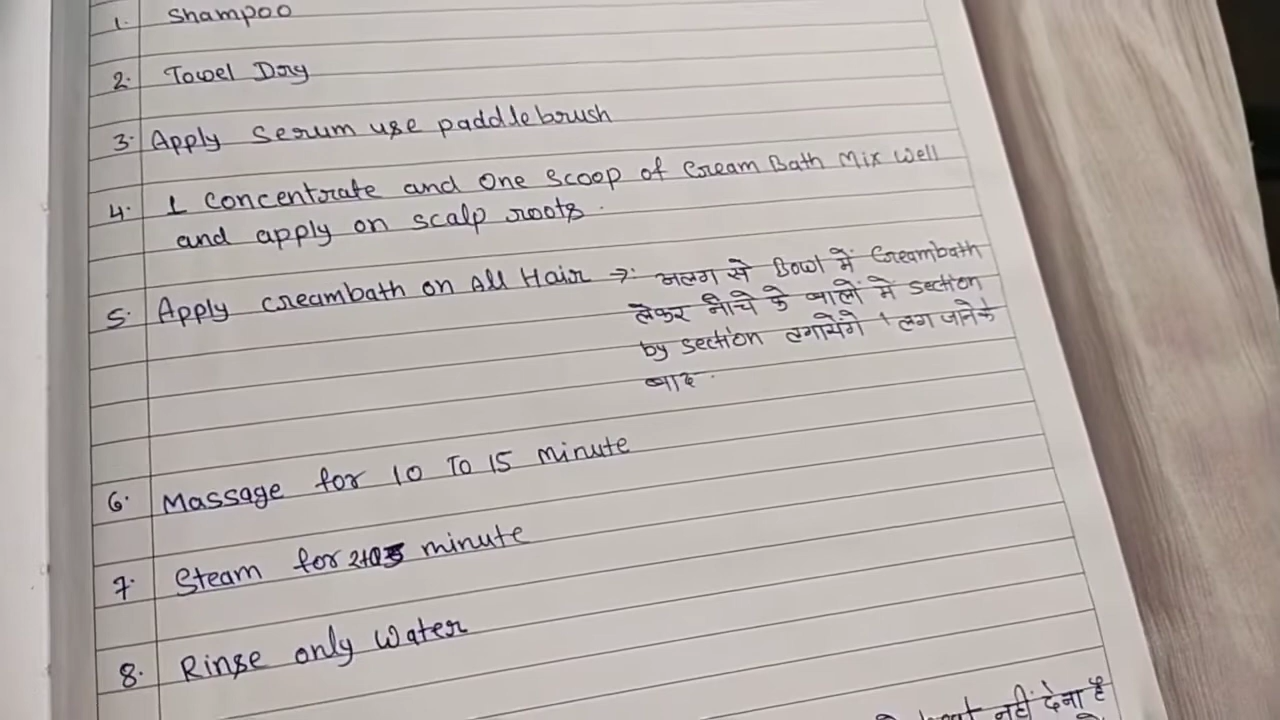 1. Shampoo
2. Towel Dry
3. Apply Serum use paddlebrush
4. 1 Concentrate and One Scoop of Cream Bath Mix Well
and apply on scalp roots.
5. Apply creambath on All Hair →: अलग से Bowl में Creambath
लेकर नीचे के बालों में section
by section लगायेंगे । लग जाने के
बाद.
6. Massage for 10 To 15 minute
7. Steam for minute
8. Rinse only water
नहीं देना है